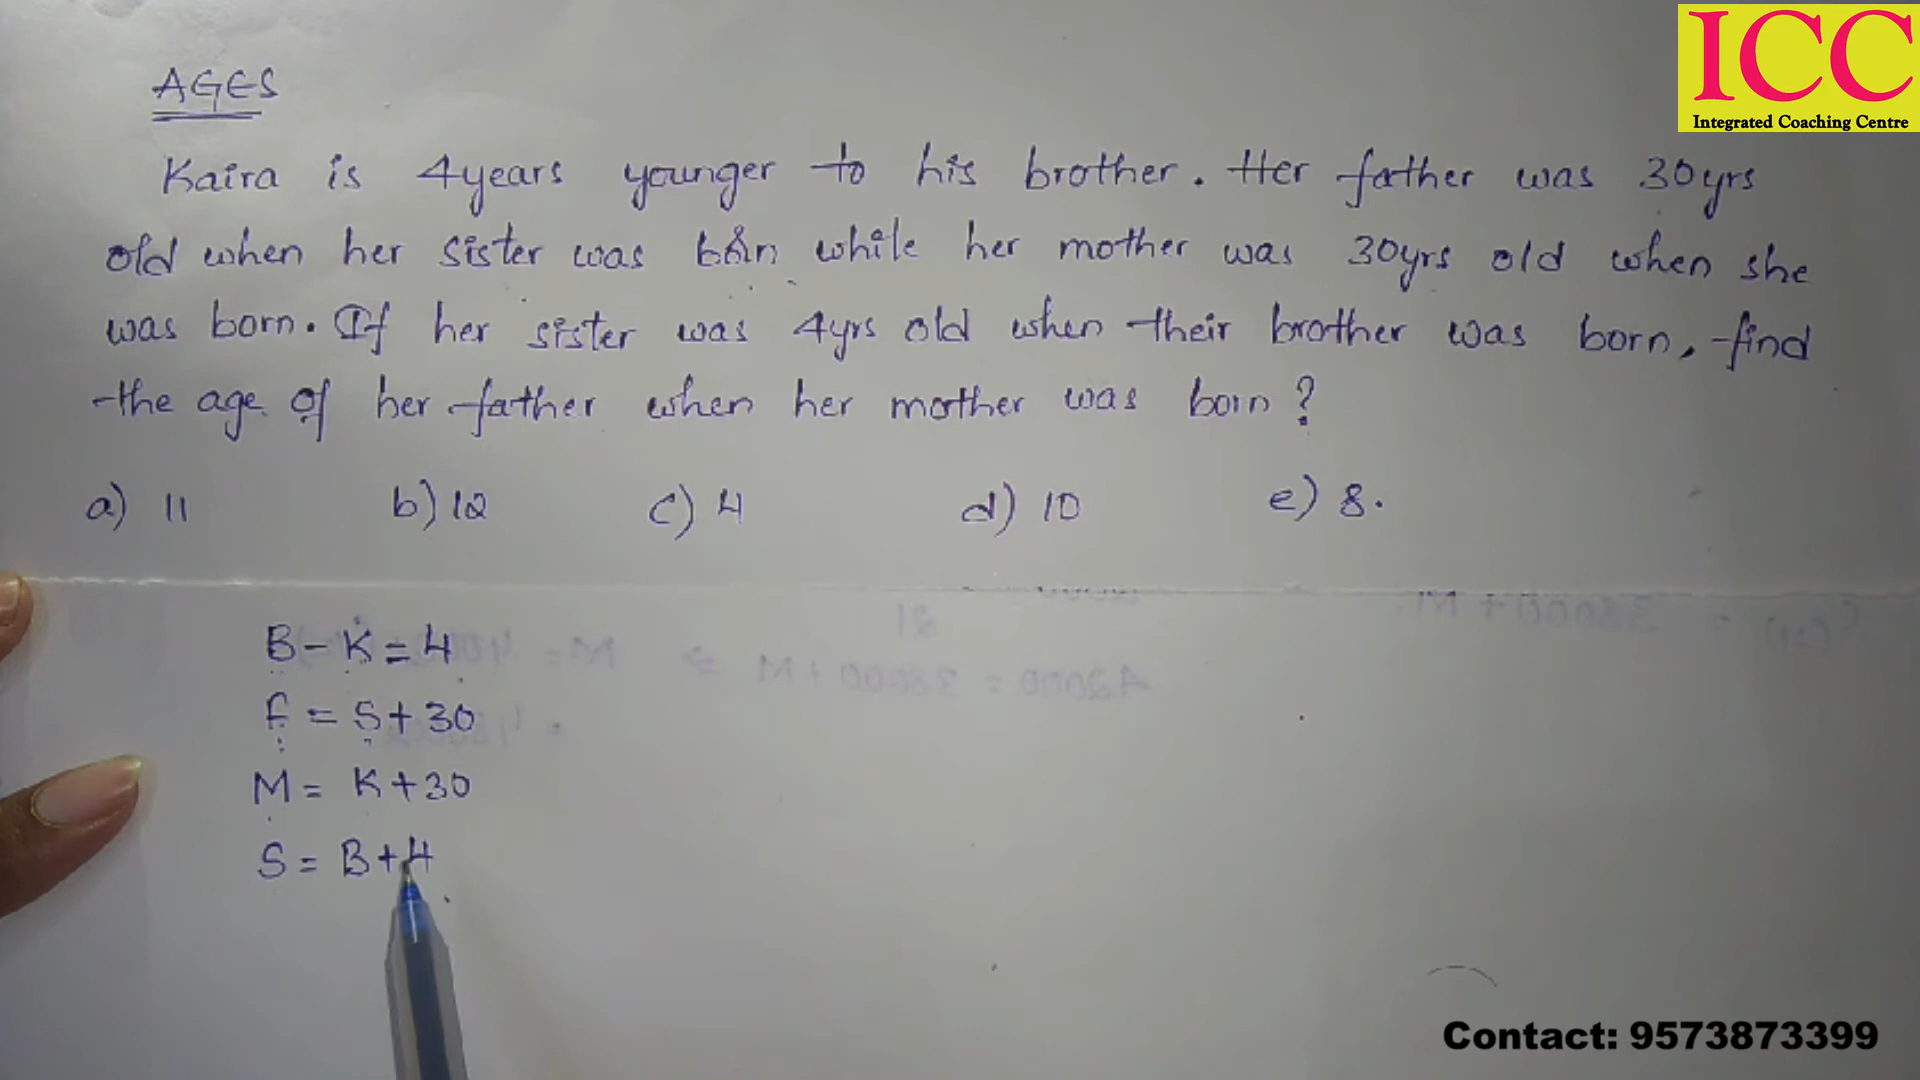 ICC
Integrated Coaching Centre
AGES
Kaira is 4years younger to his brother. Her father was 30yrs
old when her sister was born while her mother was 30yrs old when she
was born. If her sister was 4yrs old when their brother was born, find
the age of her father when her mother was born?
a) 11 b) 12 c) 4 d) 10 e) 8.
B - K = 4
F = S + 30
M = K + 30
S = B + 4
Contact: 9573873399